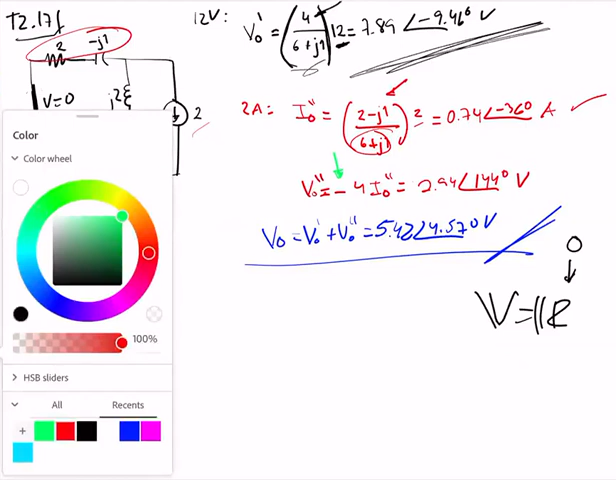 T2.17f
12V: V₀' = (4/(6+j1)) 12 = 7.89 ∠-9.46° V
2 -j1
V=0 j2 2
2A: I₀'' = ((2-j1)/(6+j1)) 2 = 0.74 ∠-36° A
V₀'' = - 4 I₀'' = 2.94 ∠144° V
V₀ = V₀' + V₀'' = 5.42 ∠4.57° V
0
Color
Color wheel
100%
HSB sliders
All Recents
+